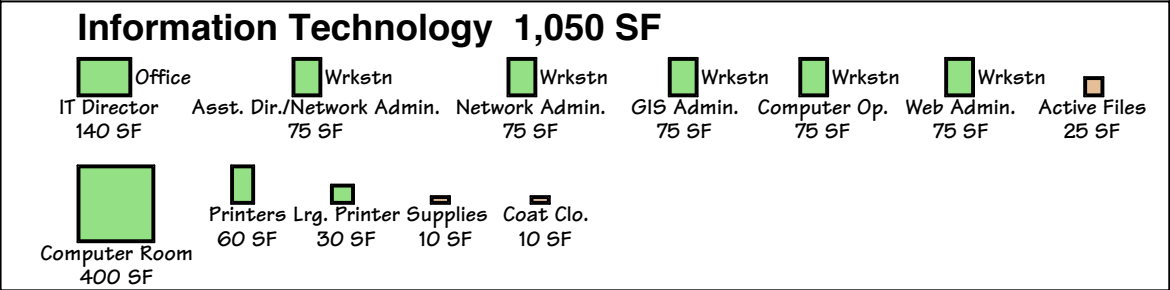 Information Technology 1,050 SF
Office Wrkstn Wrkstn Wrkstn Wrkstn Wrkstn
IT Director Asst. Dir./Network Admin. Network Admin. GIS Admin. Computer Op. Web Admin. Active Files
140 SF 75 SF 75 SF 75 SF 75 SF 75 SF 25 SF
Printers Lrg. Printer Supplies Coat Clo.
60 SF 30 SF 10 SF 10 SF
Computer Room
400 SF